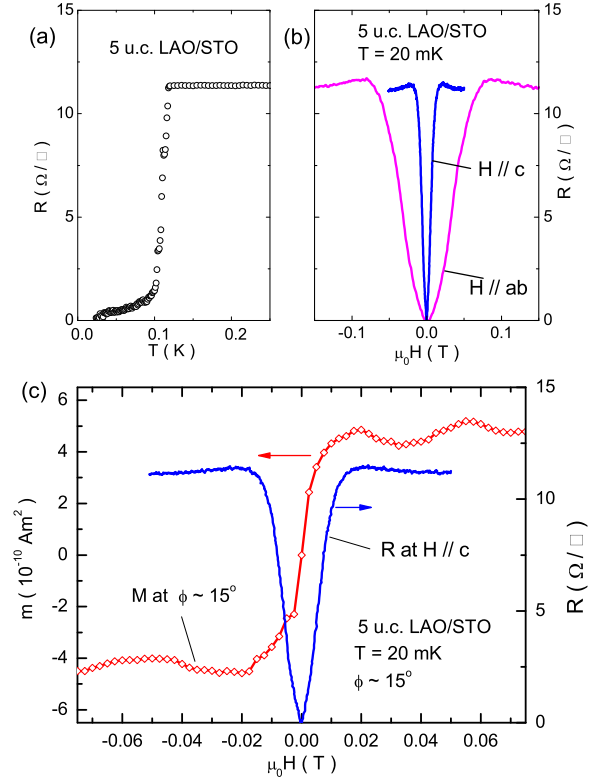 (a)
5 u.c. LAO/STO
R ( Ω / □ )
15
10
5
0
0.0
0.1
0.2
T ( K )
(b)
5 u.c. LAO/STO
T = 20 mK
H // c
H // ab
15
10
5
0
R ( Ω / □ )
-0.1
0.0
0.1
μ₀H ( T )
(c)
m ( 10⁻¹⁰ Am² )
6
4
2
0
-2
-4
-6
15
10
5
0
R ( Ω / □ )
R at H // c
M at ϕ ~ 15°
5 u.c. LAO/STO
T = 20 mK
ϕ ~ 15°
-0.06
-0.04
-0.02
0.00
0.02
0.04
0.06
μ₀H ( T )